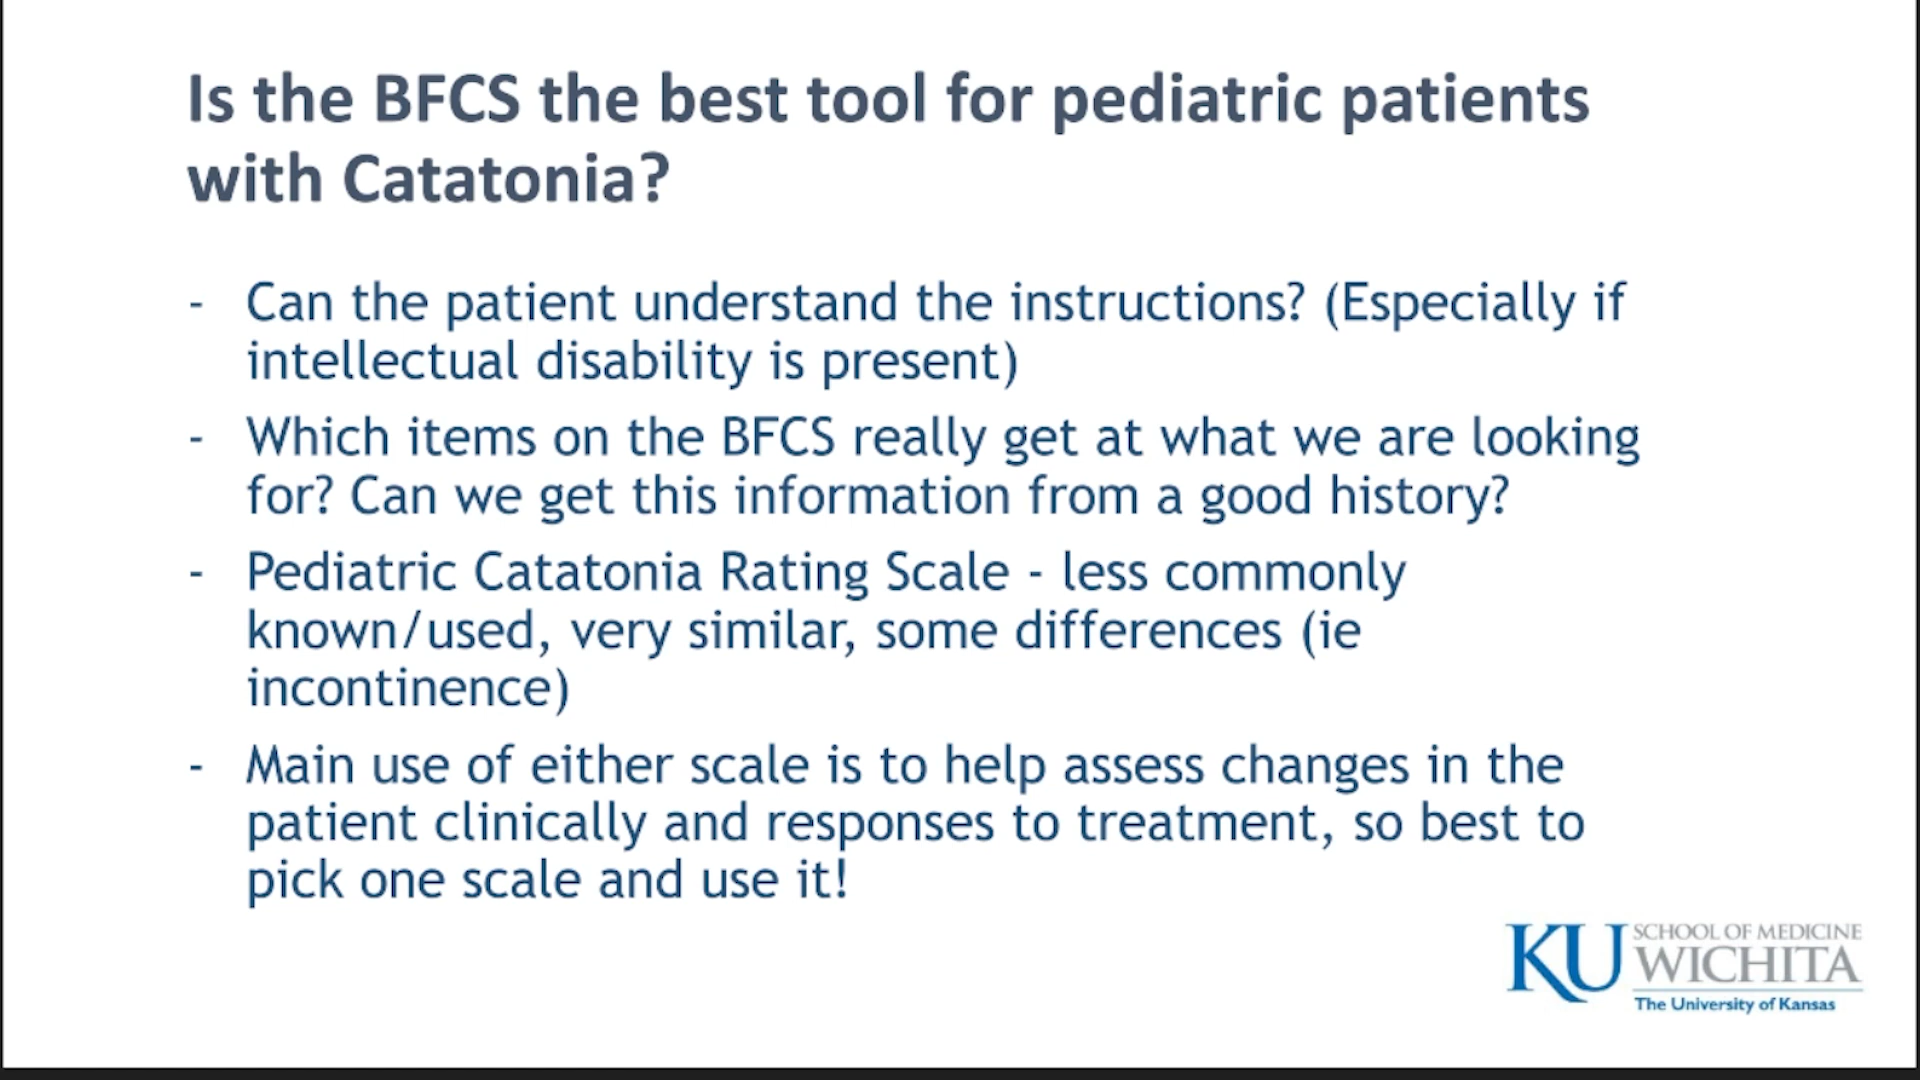 Is the BFCS the best tool for pediatric patients
with Catatonia?
- Can the patient understand the instructions? (Especially if
intellectual disability is present)
- Which items on the BFCS really get at what we are looking
for? Can we get this information from a good history?
- Pediatric Catatonia Rating Scale - less commonly
known/used, very similar, some differences (ie
incontinence)
- Main use of either scale is to help assess changes in the
patient clinically and responses to treatment, so best to
pick one scale and use it!
KU SCHOOL OF MEDICINE
WICHITA
The University of Kansas